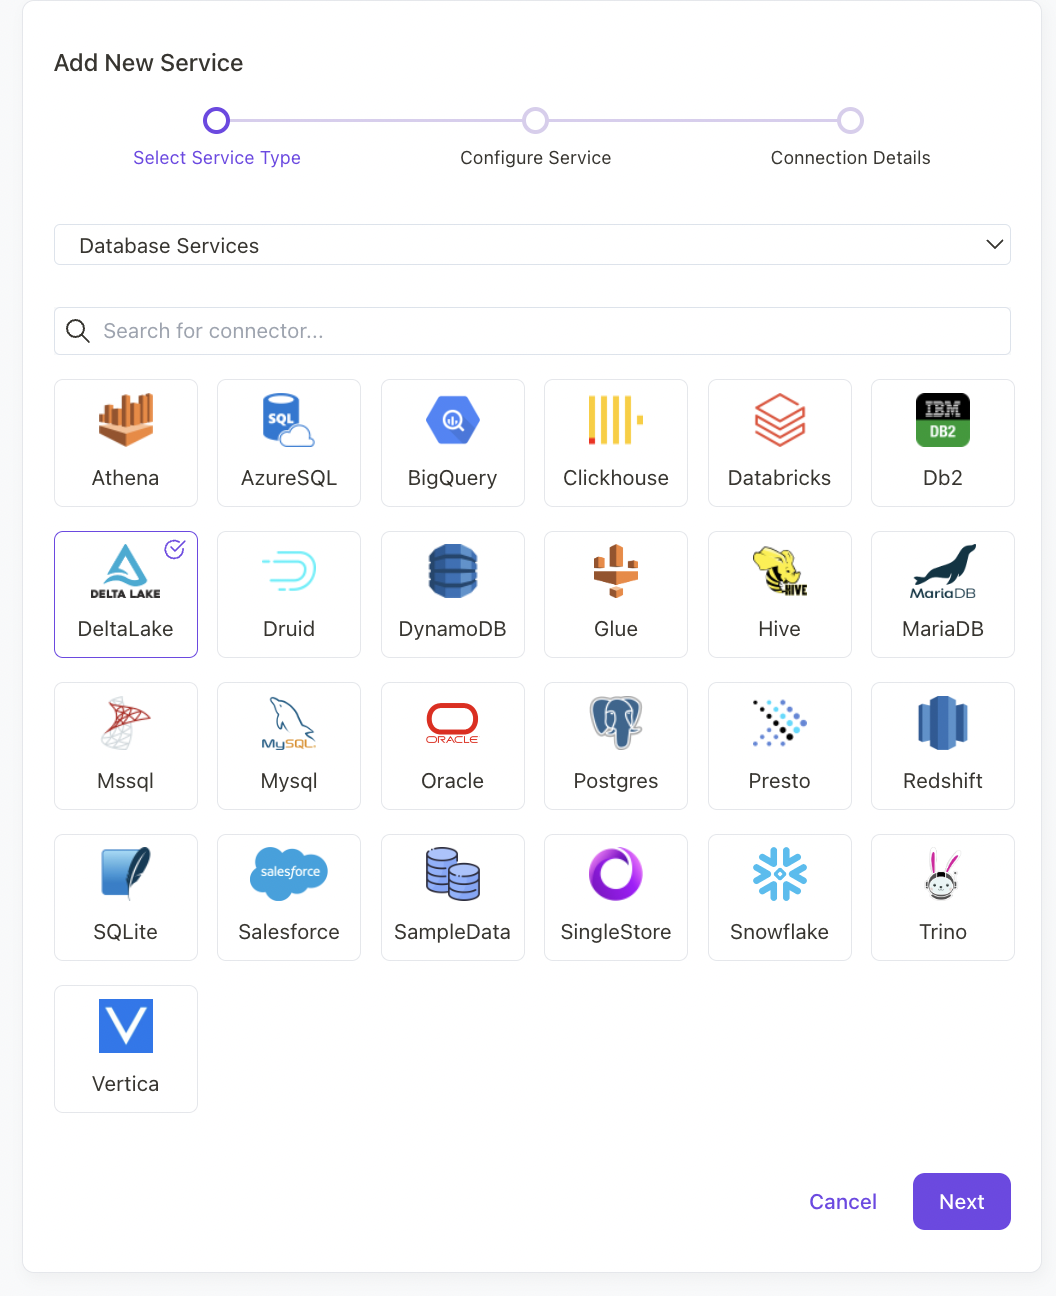 Add New Service
Select Service Type
Configure Service
Connection Details
Database Services
Search for connector...
Athena
SQL
AzureSQL
BigQuery
Clickhouse
Databricks
IBM
DB2
Db2
DELTA LAKE
DeltaLake
Druid
DynamoDB
Glue
HIVE
Hive
MariaDB
MariaDB
Mssql
MySQL
Mysql
ORACLE
Oracle
Postgres
Presto
Redshift
SQLite
salesforce
Salesforce
SampleData
SingleStore
Snowflake
Trino
V
Vertica
Cancel
Next